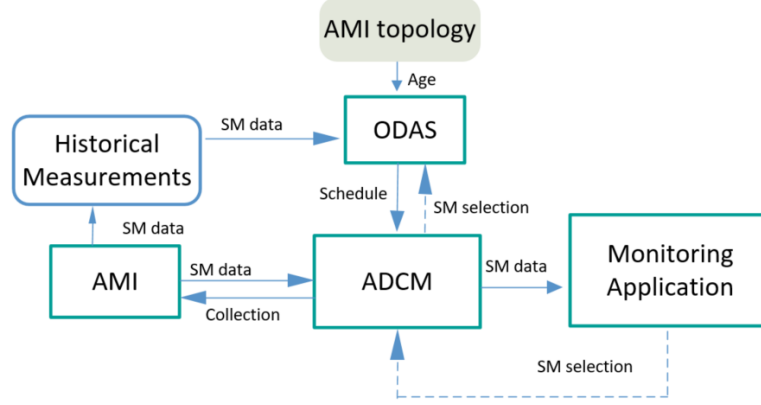 AMI topology
Age
SM data
ODAS
Historical
Measurements
Schedule
SM selection
SM data
AMI
SM data
Collection
ADCM
SM data
Monitoring
Application
SM selection